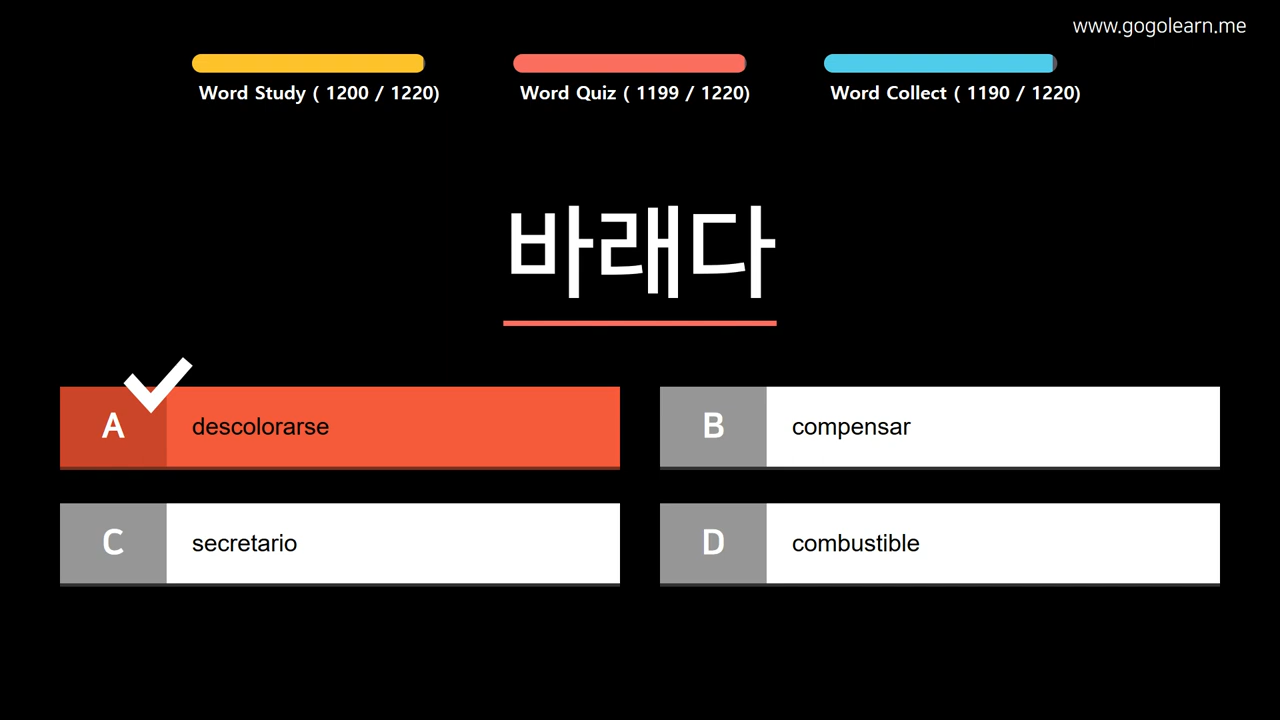 www.gogolearn.me
Word Study ( 1200 / 1220)
Word Quiz ( 1199 / 1220)
Word Collect ( 1190 / 1220)
바래다
A descolorarse
B compensar
C secretario
D combustible